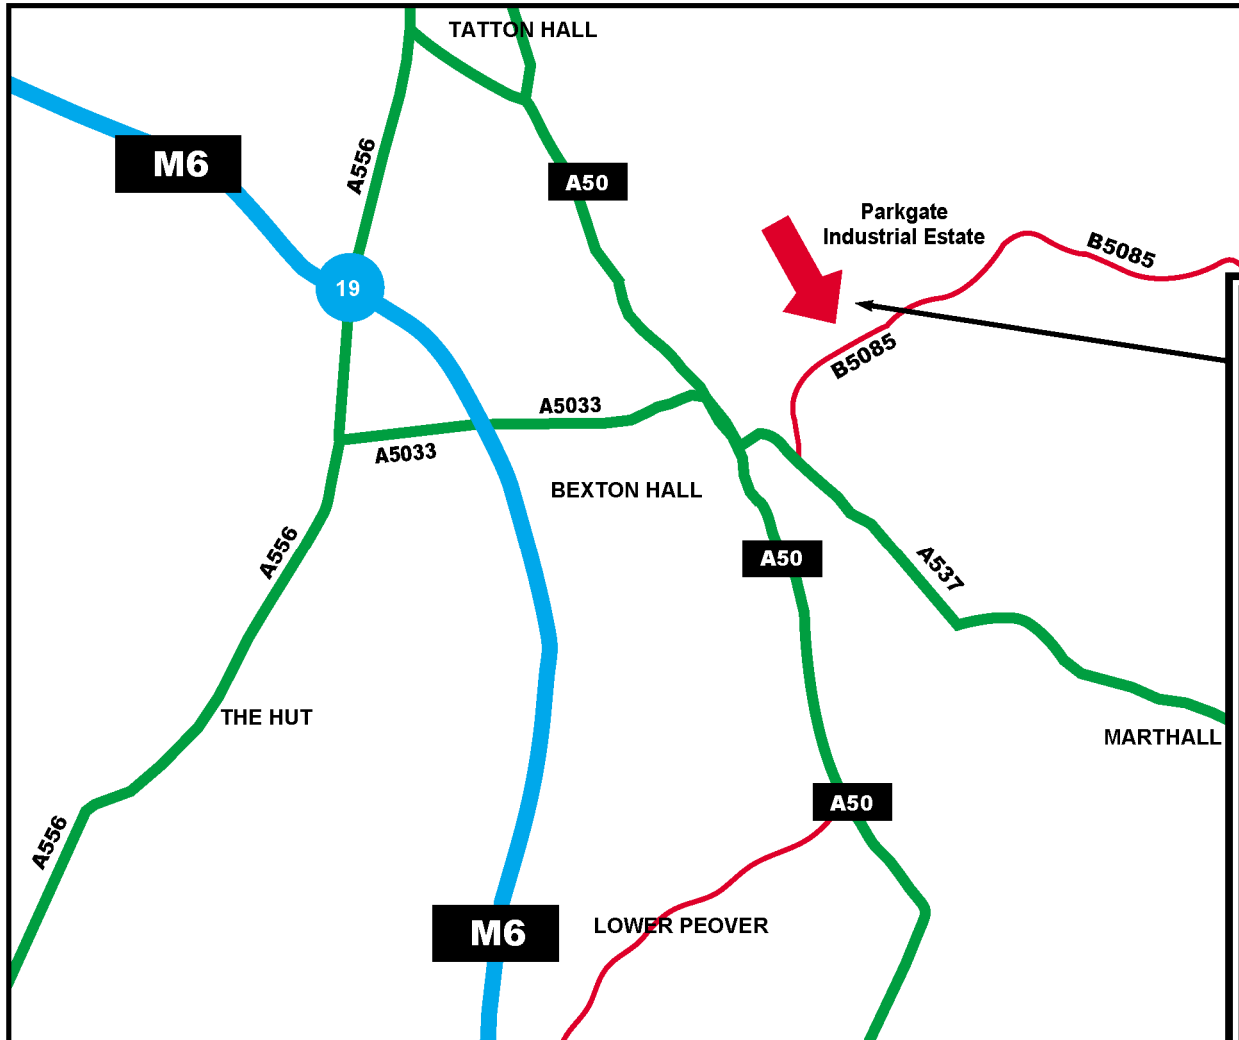 TATTON HALL
M6
A556
A50
Parkgate
Industrial Estate
B5085
19
B5085
A5033
A5033
BEXTON HALL
A556
A50
A537
THE HUT
MARTHALL
A50
A556
M6
LOWER PEOVER